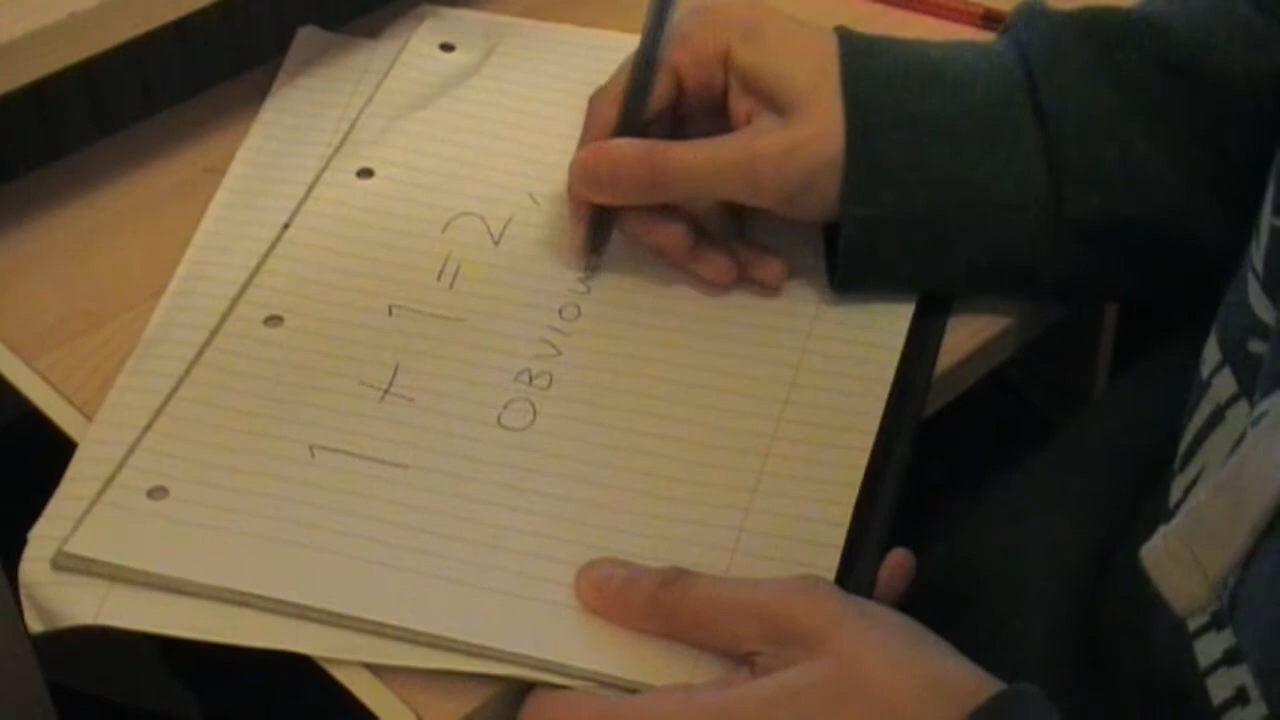 1 + 1 = 2,
OBVIOU